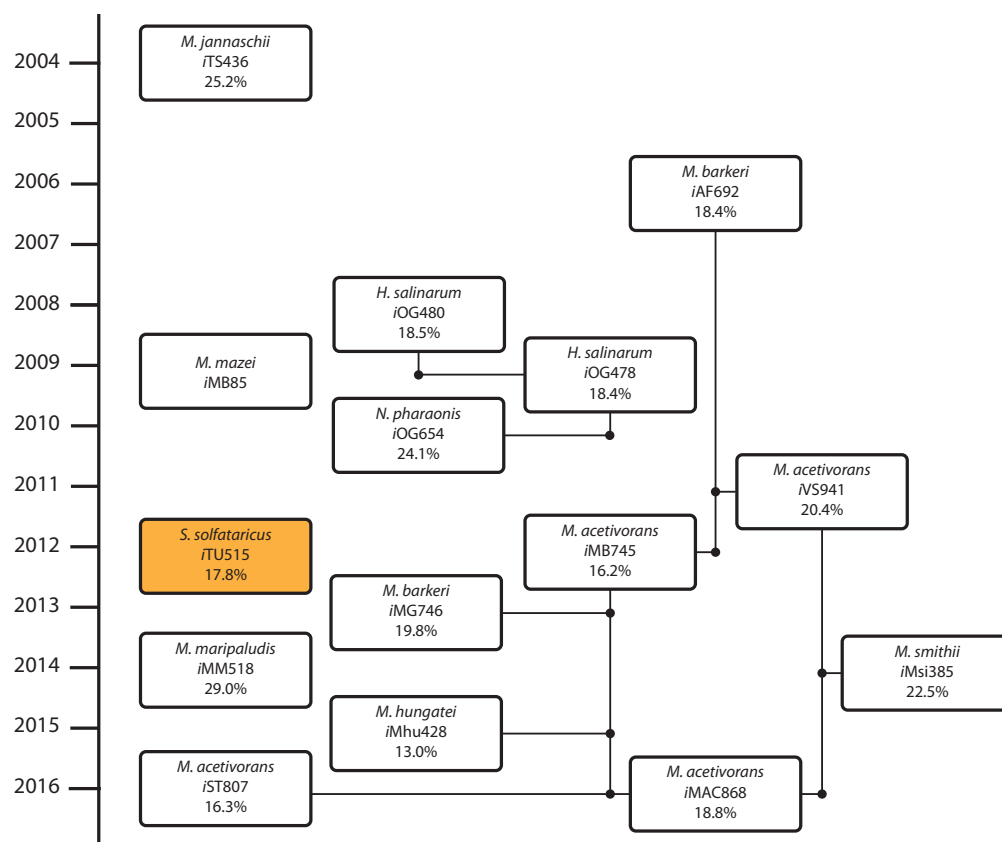 2004
2005
2006
2007
2008
2009
2010
2011
2012
2013
2014
2015
2016
M. jannaschii
iTS436
25.2%
M. barkeri
iAF692
18.4%
H. salinarum
iOG480
18.5%
M. mazei
iMB85
H. salinarum
iOG478
18.4%
N. pharaonis
iOG654
24.1%
M. acetivorans
iVS941
20.4%
S. solfataricus
iTU515
17.8%
M. acetivorans
iMB745
16.2%
M. barkeri
iMG746
19.8%
M. maripaludis
iMM518
29.0%
M. smithii
iMsi385
22.5%
M. hungatei
iMhu428
13.0%
M. acetivorans
iST807
16.3%
M. acetivorans
iMAC868
18.8%